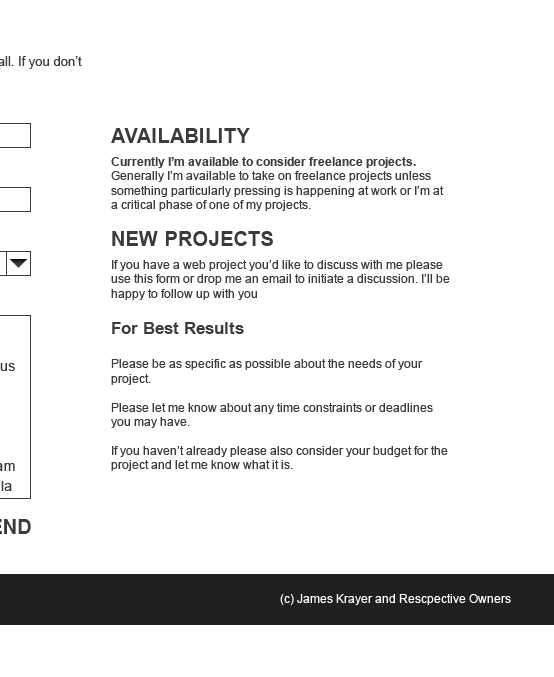 all. If you don’t
AVAILABILITY
Currently I’m available to consider freelance projects.
Generally I’m available to take on freelance projects unless
something particularly pressing is happening at work or I’m at
a critical phase of one of my projects.
NEW PROJECTS
If you have a web project you’d like to discuss with me please
use this form or drop me an email to initiate a discussion. I’ll be
happy to follow up with you
For Best Results
Please be as specific as possible about the needs of your
project.
Please let me know about any time constraints or deadlines
you may have.
If you haven’t already please also consider your budget for the
project and let me know what it is.
us
am
la
END
(c) James Krayer and Rescpective Owners